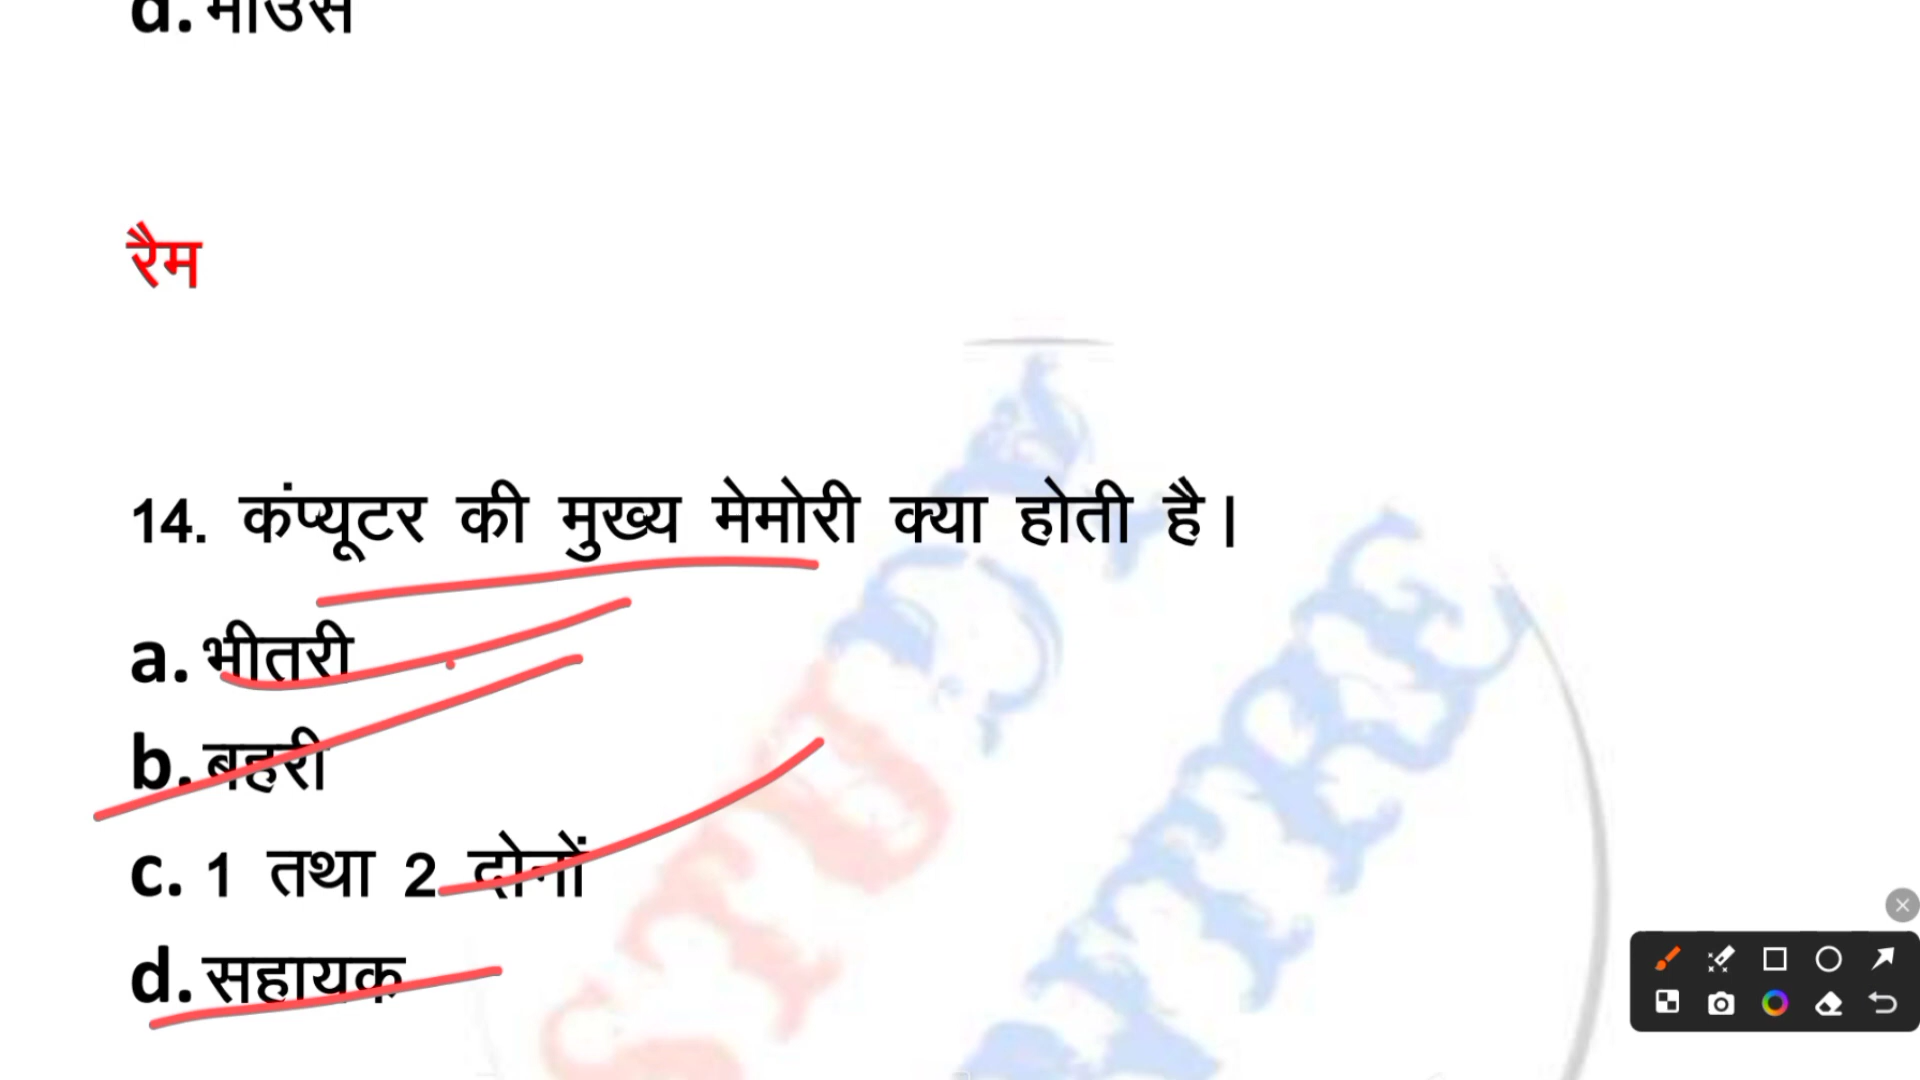 d. माउस
रैम
14. कंप्यूटर की मुख्य मेमोरी क्या होती है।
a. भीतरी
b. बहरी
c. 1 तथा 2 दोनों
d. सहायक